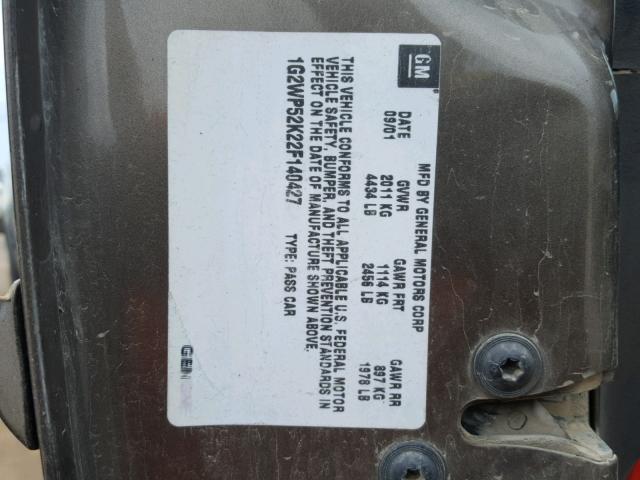 GM
MFD BY GENERAL MOTORS CORP
DATE GVWR GAWR FRT GAWR RR
09/01 2011 KG 1114 KG 897 KG
4434 LB 2456 LB 1978 LB
THIS VEHICLE CONFORMS TO ALL APPLICABLE U.S. FEDERAL MOTOR
VEHICLE SAFETY, BUMPER, AND THEFT PREVENTION STANDARDS IN
EFFECT ON THE DATE OF MANUFACTURE SHOWN ABOVE.
1G2WP52K22F140427 TYPE: PASS CAR